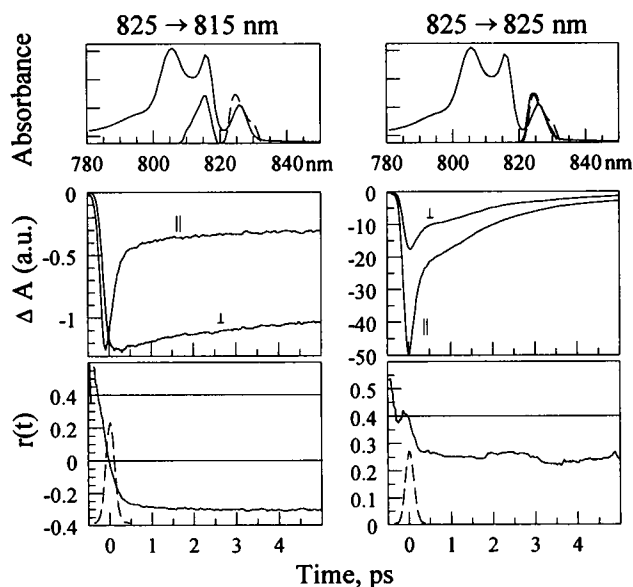 825 → 815 nm
825 → 825 nm
Absorbance
780 800 820 840 nm
780 800 820 840nm
Δ A (a.u.)
0
-0.5
-1
||
⊥
0
-10
-20
-30
-40
-50
⊥
||
r(t)
0.4
0.2
0
-0.2
-0.4
0.5
0.4
0.3
0.2
0.1
0
0 1 2 3 4
0 1 2 3 4
Time, ps